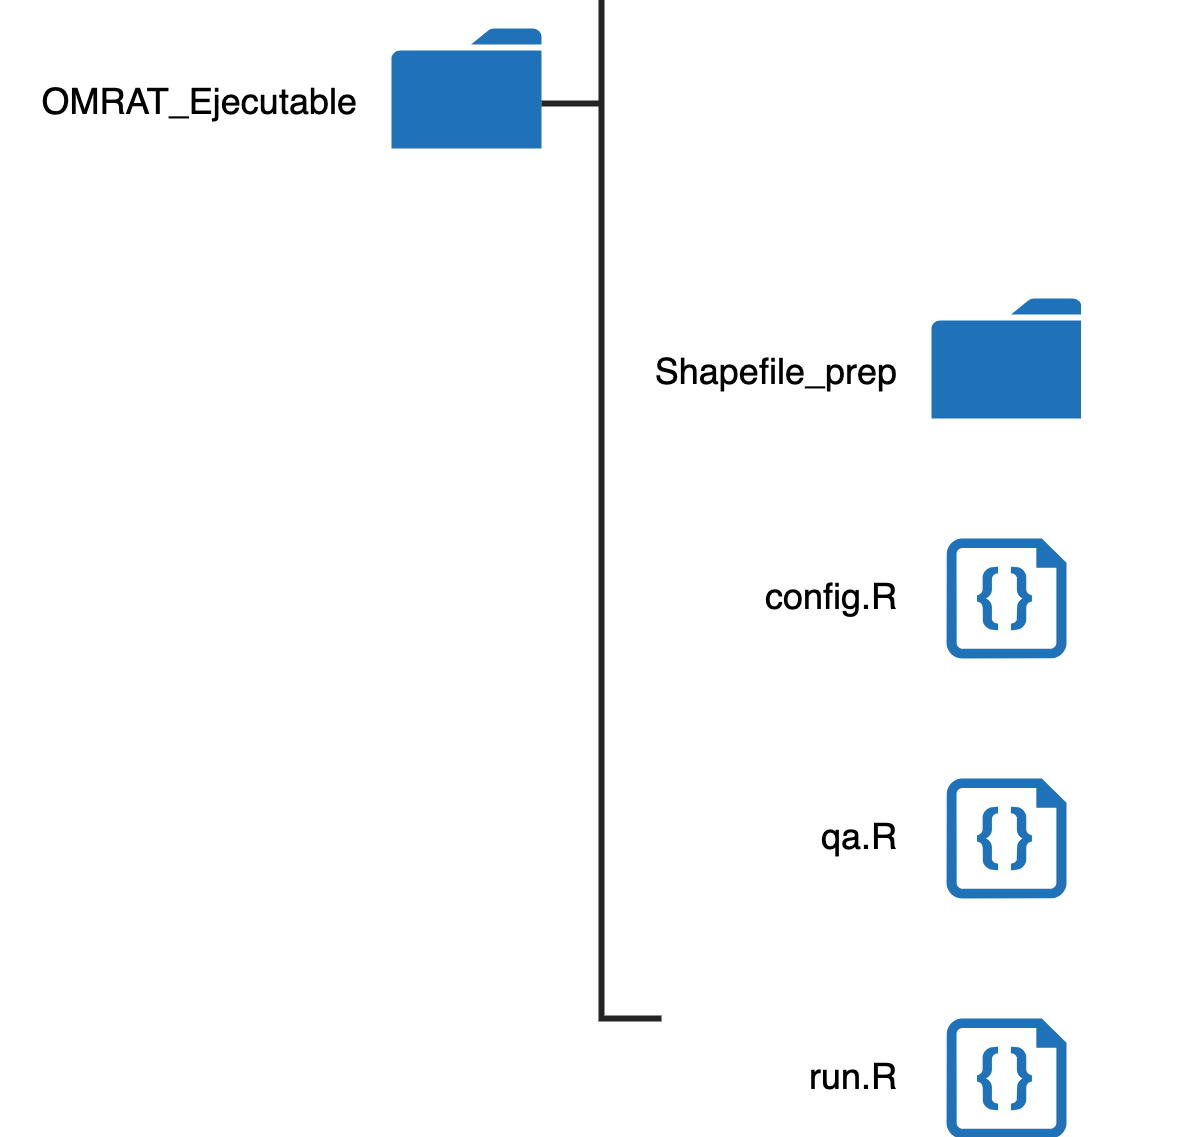 OMRAT_Ejecutable
Shapefile_prep
config.R
{}
qa.R
{}
run.R
{}